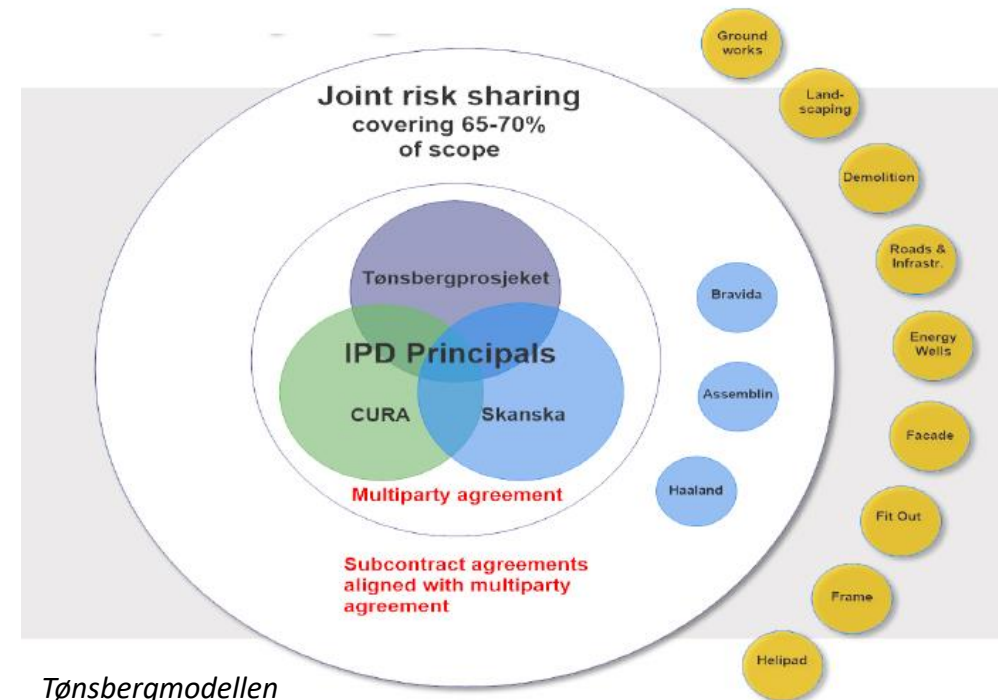 Joint risk sharing
covering 65-70%
of scope
Tønsbergprosjeket
IPD Principals
CURA
Skanska
Multiparty agreement
Subcontract agreements
aligned with multiparty
agreement
Bravida
Assemblin
Haaland
Ground
works
Land-
scaping
Demolition
Roads &
Infrastr.
Energy
Wells
Facade
Fit Out
Frame
Helipad
Tønsbergmodellen